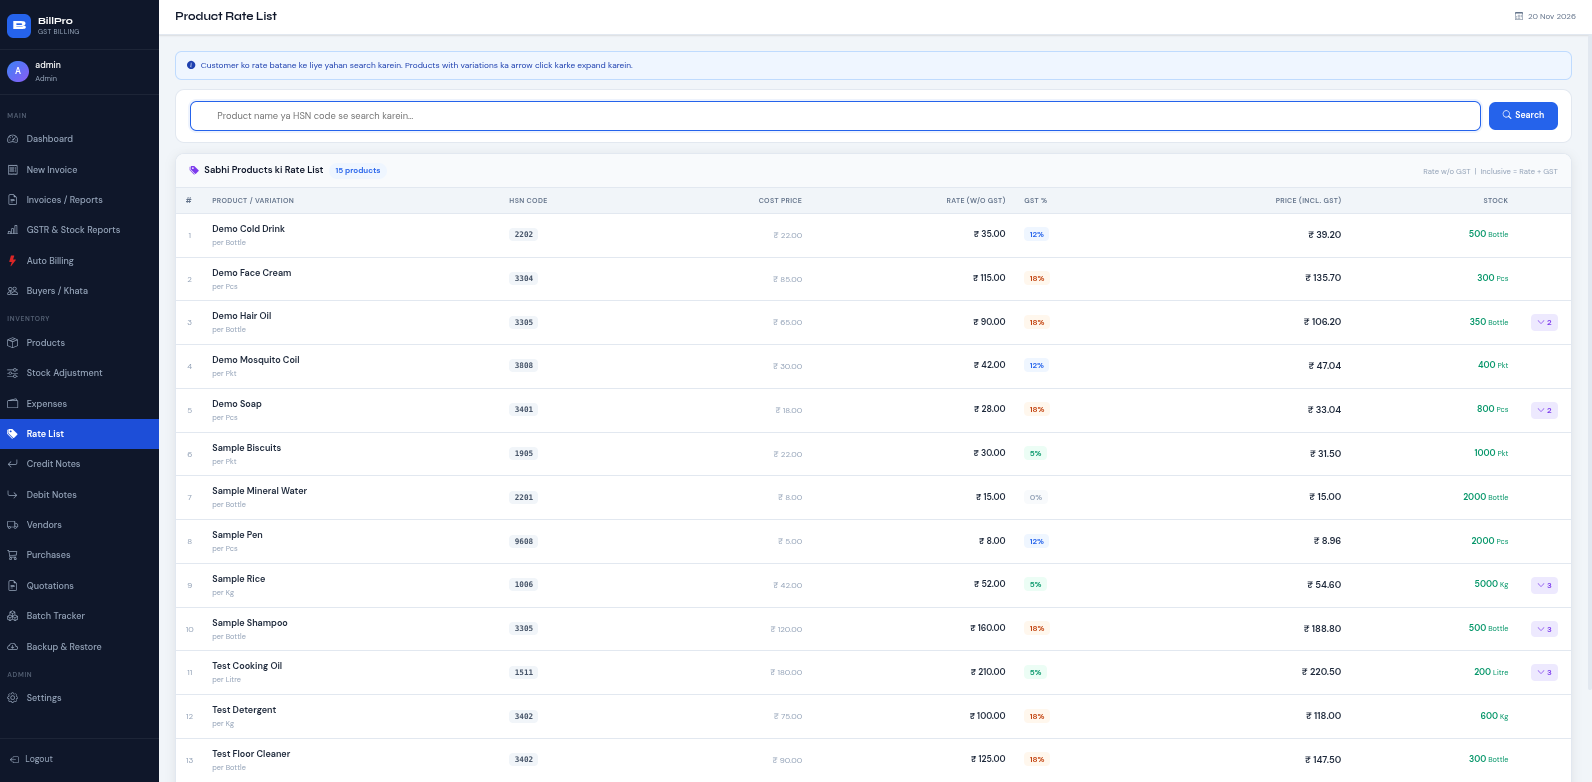 BillPro
GST BILLING
A
admin
Admin
MAIN
Dashboard
New Invoice
Invoices / Reports
GSTR & Stock Reports
Auto Billing
Buyers / Khata
INVENTORY
Products
Stock Adjustment
Expenses
Rate List
Credit Notes
Debit Notes
Vendors
Purchases
Quotations
Batch Tracker
Backup & Restore
ADMIN
Settings
Logout
Product Rate List
20 Nov 2026
Customer ko rate batane ke liye yahan search karein. Products with variations ka arrow click karke expand karein.
Product name ya HSN code se search karein...
Search
Sabhi Products ki Rate List 15 products
Rate w/o GST | Inclusive = Rate + GST
# PRODUCT / VARIATION HSN CODE COST PRICE RATE (W/O GST) GST % PRICE (INCL. GST) STOCK
1 Demo Cold Drink 2202 ₹ 22.00 ₹ 35.00 12% ₹ 39.20 500 Bottle
per Bottle
2 Demo Face Cream 3304 ₹ 85.00 ₹ 115.00 18% ₹ 135.70 300 Pcs
per Pcs
3 Demo Hair Oil 3305 ₹ 65.00 ₹ 90.00 18% ₹ 106.20 350 Bottle 2
per Bottle
4 Demo Mosquito Coil 3808 ₹ 30.00 ₹ 42.00 12% ₹ 47.04 400 Pkt
per Pkt
5 Demo Soap 3401 ₹ 18.00 ₹ 28.00 18% ₹ 33.04 800 Pcs 2
per Pcs
6 Sample Biscuits 1905 ₹ 22.00 ₹ 30.00 5% ₹ 31.50 1000 Pkt
per Pkt
7 Sample Mineral Water 2201 ₹ 8.00 ₹ 15.00 0% ₹ 15.00 2000 Bottle
per Bottle
8 Sample Pen 9608 ₹ 5.00 ₹ 8.00 12% ₹ 8.96 2000 Pcs
per Pcs
9 Sample Rice 1006 ₹ 42.00 ₹ 52.00 5% ₹ 54.60 5000 Kg 3
per Kg
10 Sample Shampoo 3305 ₹ 120.00 ₹ 160.00 18% ₹ 188.80 500 Bottle 3
per Bottle
11 Test Cooking Oil 1511 ₹ 180.00 ₹ 210.00 5% ₹ 220.50 200 Litre 3
per Litre
12 Test Detergent 3402 ₹ 75.00 ₹ 100.00 18% ₹ 118.00 600 Kg
per Kg
13 Test Floor Cleaner 3402 ₹ 90.00 ₹ 125.00 18% ₹ 147.50 300 Bottle
per Bottle